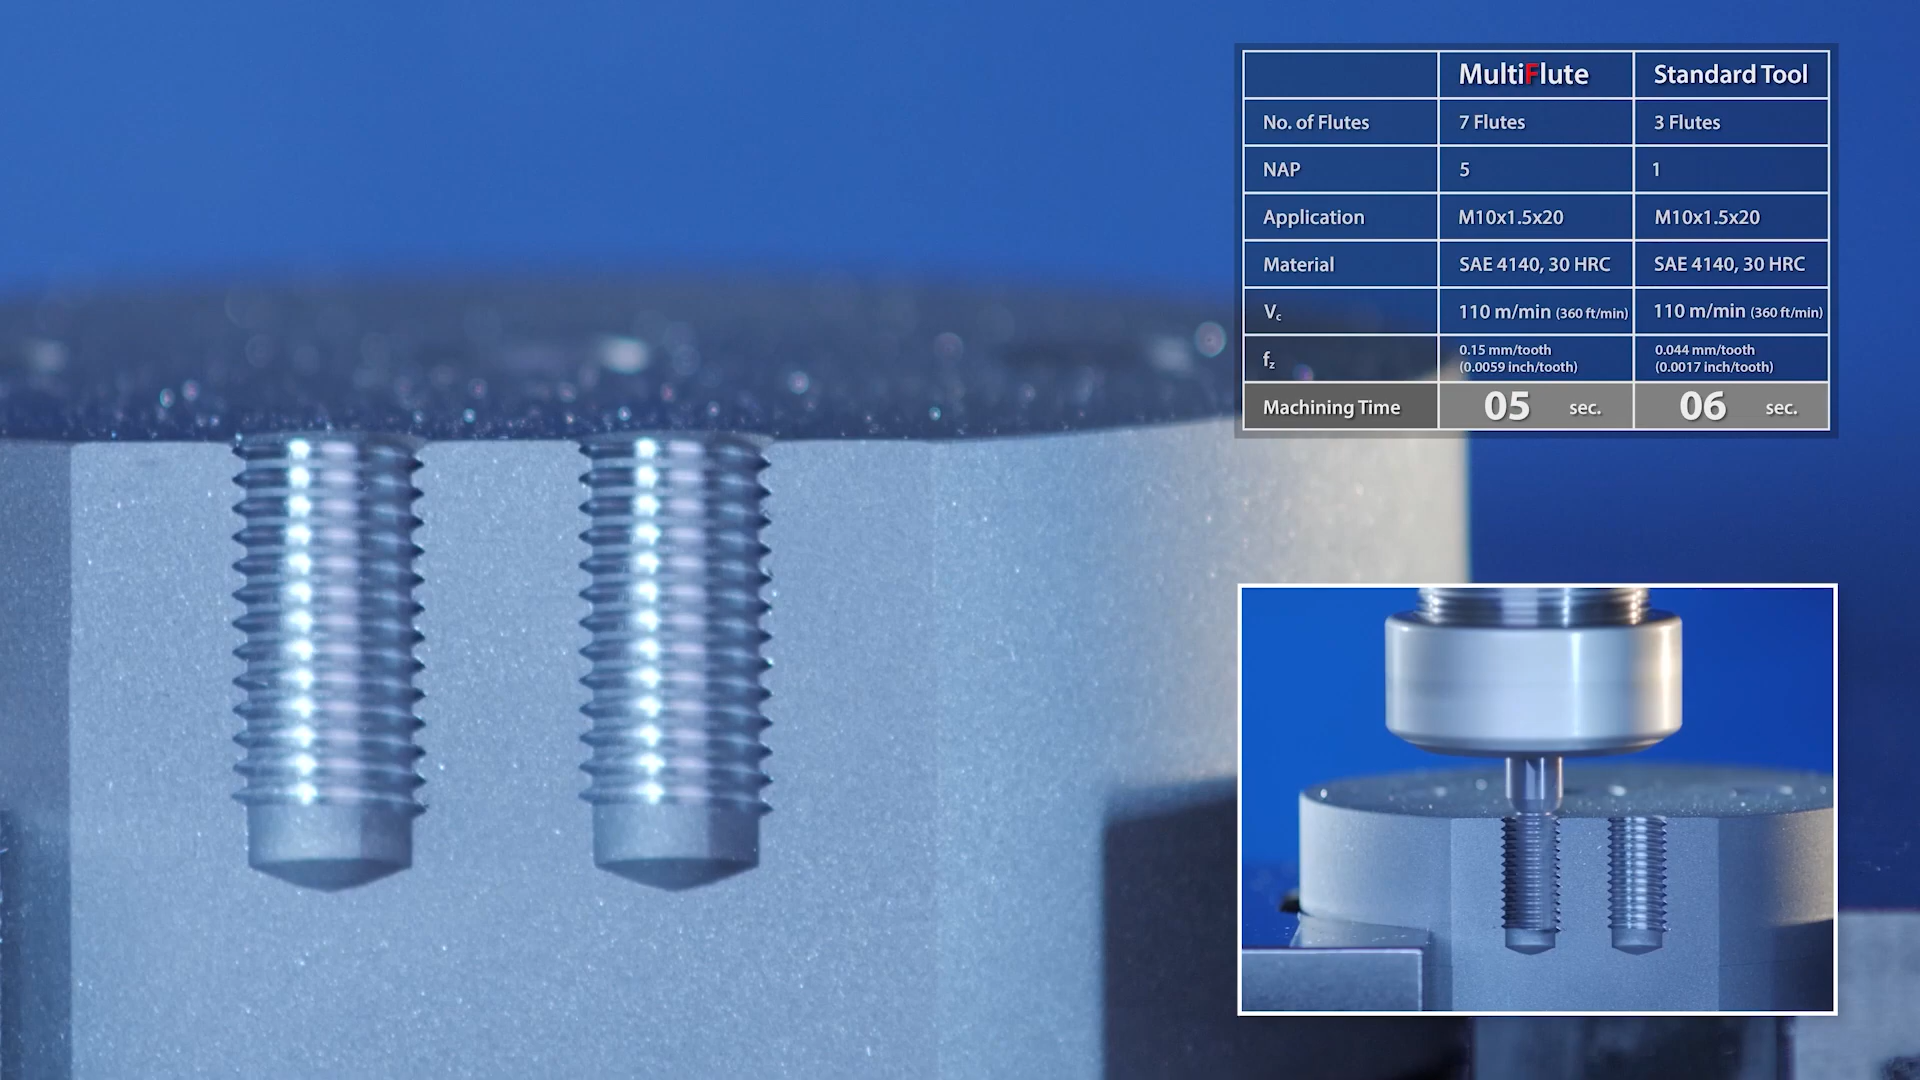 MultiFlute Standard Tool
No. of Flutes 7 Flutes 3 Flutes
NAP 5 1
Application M10x1.5x20 M10x1.5x20
Material SAE 4140, 30 HRC SAE 4140, 30 HRC
Vc 110 m/min (360 ft/min) 110 m/min (360 ft/min)
fz 0.15 mm/tooth (0.0059 inch/tooth) 0.044 mm/tooth (0.0017 inch/tooth)
Machining Time 05 sec. 06 sec.